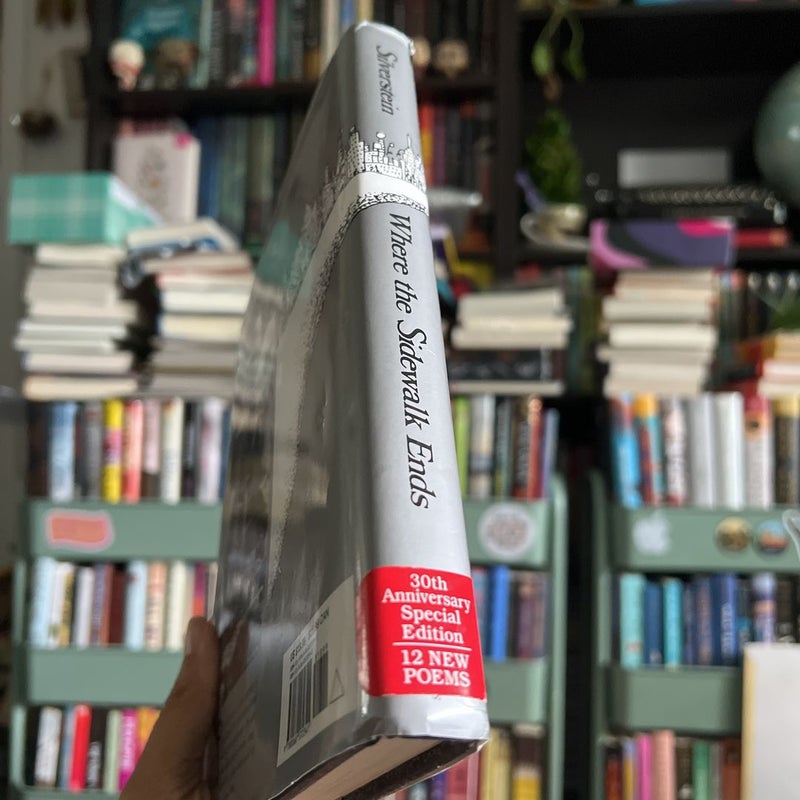 Silverstein
Where the Sidewalk Ends
30th
Anniversary
Special
Edition
12 NEW
POEMS